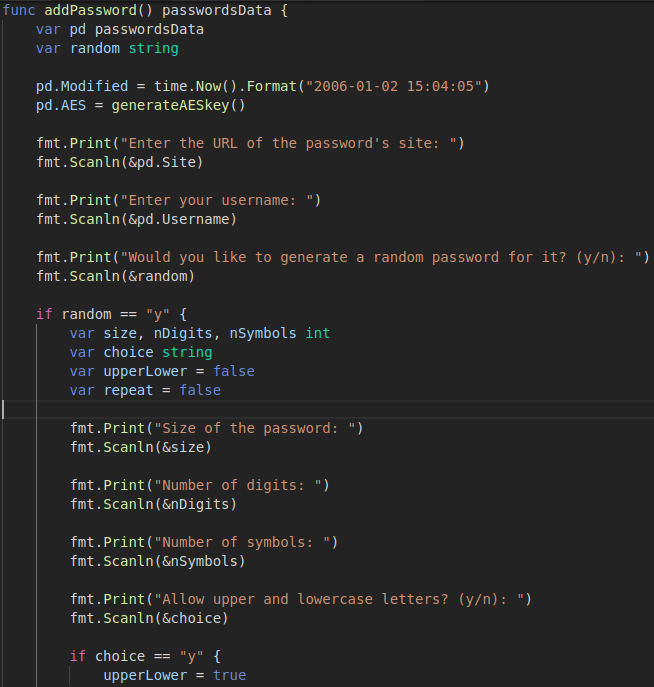 func addPassword() passwordsData {
    var pd passwordsData
    var random string

    pd.Modified = time.Now().Format("2006-01-02 15:04:05")
    pd.AES = generateAESkey()

    fmt.Print("Enter the URL of the password's site: ")
    fmt.Scanln(&pd.Site)

    fmt.Print("Enter your username: ")
    fmt.Scanln(&pd.Username)

    fmt.Print("Would you like to generate a random password for it? (y/n): ")
    fmt.Scanln(&random)

    if random == "y" {
        var size, nDigits, nSymbols int
        var choice string
        var upperLower = false
        var repeat = false

        fmt.Print("Size of the password: ")
        fmt.Scanln(&size)

        fmt.Print("Number of digits: ")
        fmt.Scanln(&nDigits)

        fmt.Print("Number of symbols: ")
        fmt.Scanln(&nSymbols)

        fmt.Print("Allow upper and lowercase letters? (y/n): ")
        fmt.Scanln(&choice)

        if choice == "y" {
            upperLower = true